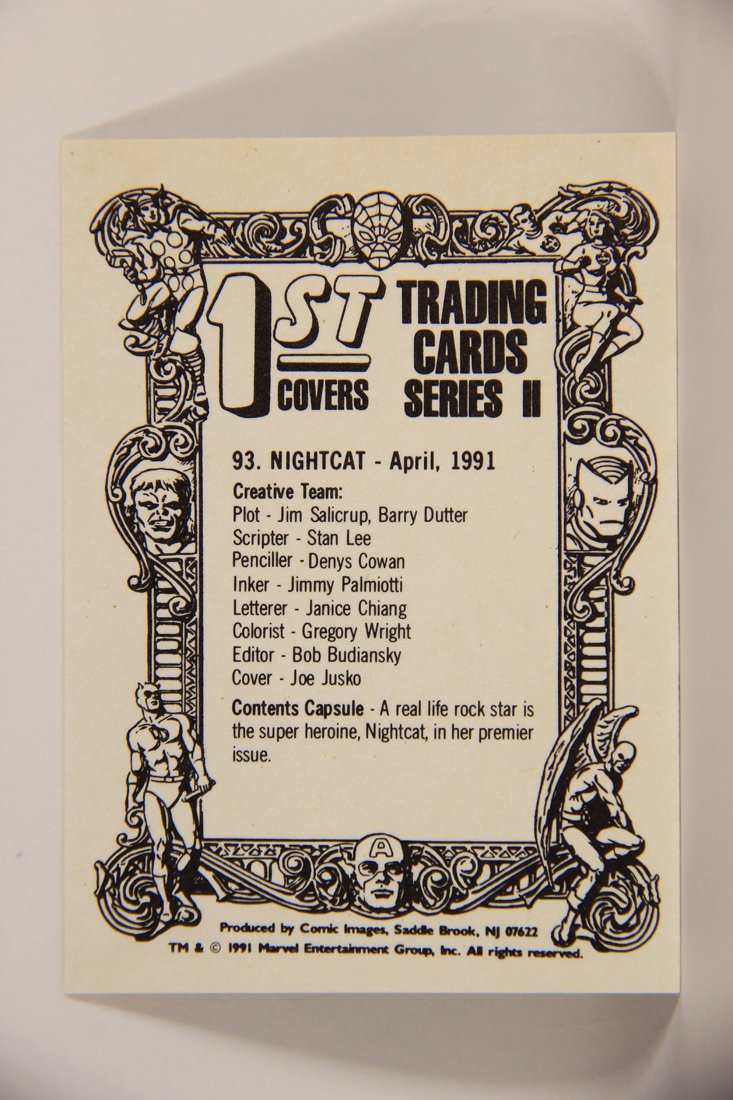 1ST TRADING
COVERS CARDS
SERIES II
93. NIGHTCAT - April, 1991
Creative Team:
Plot - Jim Salicrup, Barry Dutter
Scripter - Stan Lee
Penciller - Denys Cowan
Inker - Jimmy Palmiotti
Letterer - Janice Chiang
Colorist - Gregory Wright
Editor - Bob Budiansky
Cover - Joe Jusko
Contents Capsule - A real life rock star is
the super heroine, Nightcat, in her premier
issue.
A
Produced by Comic Images, Saddle Brook, NJ 07622
TM & © 1991 Marvel Entertainment Group, Inc. All rights reserved.